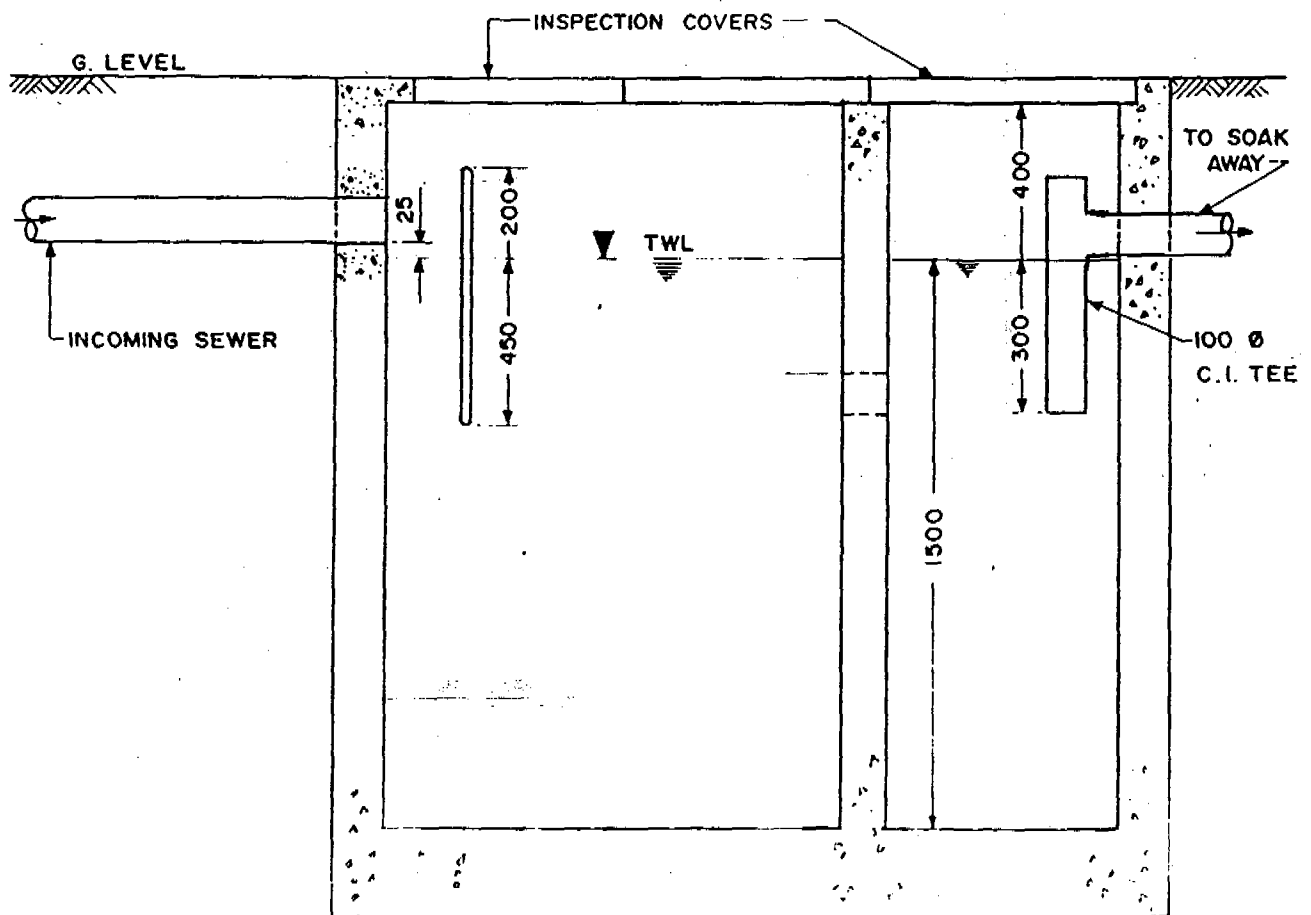 INSPECTION COVERS
G. LEVEL
TO SOAK
AWAY
400
25
200
TWL
INCOMING SEWER
450
300
100 Ø
C.I. TEE
1500